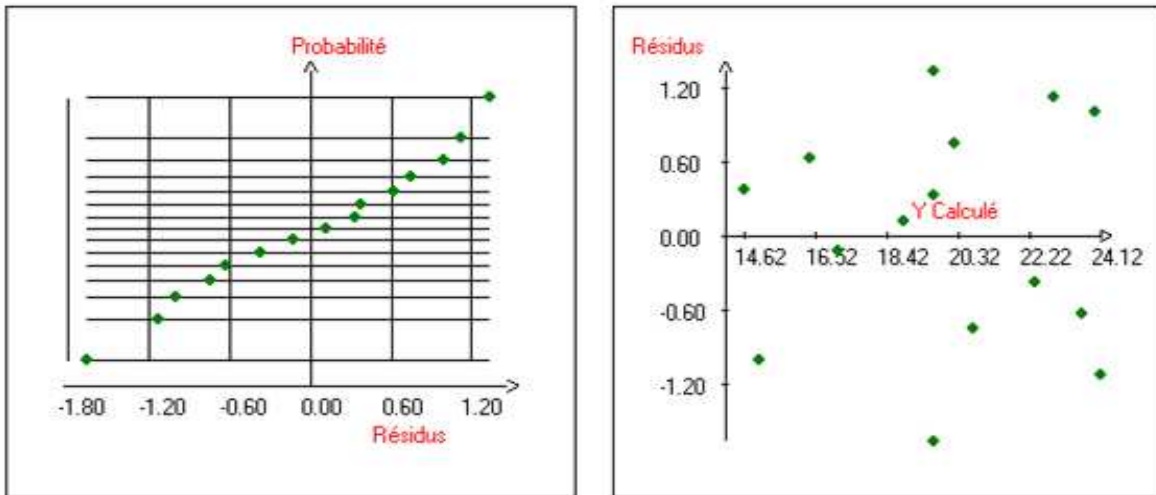 Probabilité
-1.80 -1.20 -0.60 0.00 0.60 1.20
Résidus
Résidus
1.20
0.60
Y Calculé
0.00
14.62 16.52 18.42 20.32 22.22 24.12
-0.60
-1.20